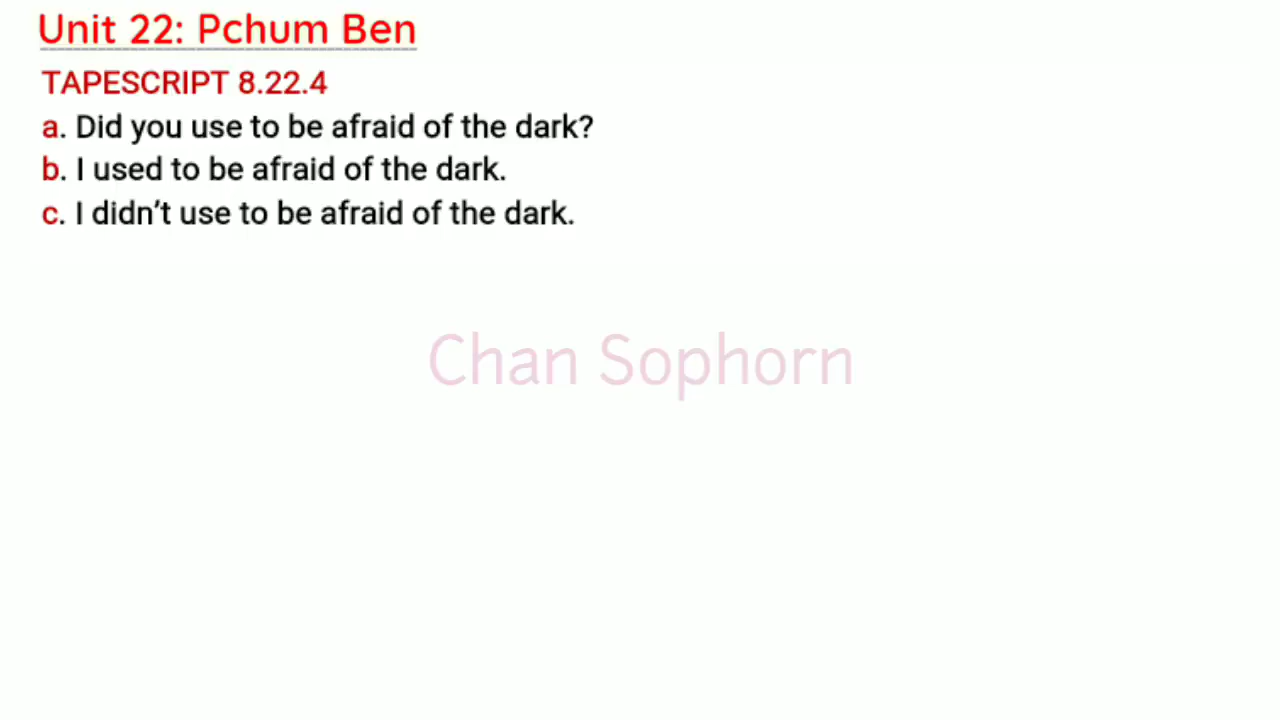 Unit 22: Pchum Ben
TAPESCRIPT 8.22.4
a. Did you use to be afraid of the dark?
b. I used to be afraid of the dark.
c. I didn’t use to be afraid of the dark.
Chan Sophorn